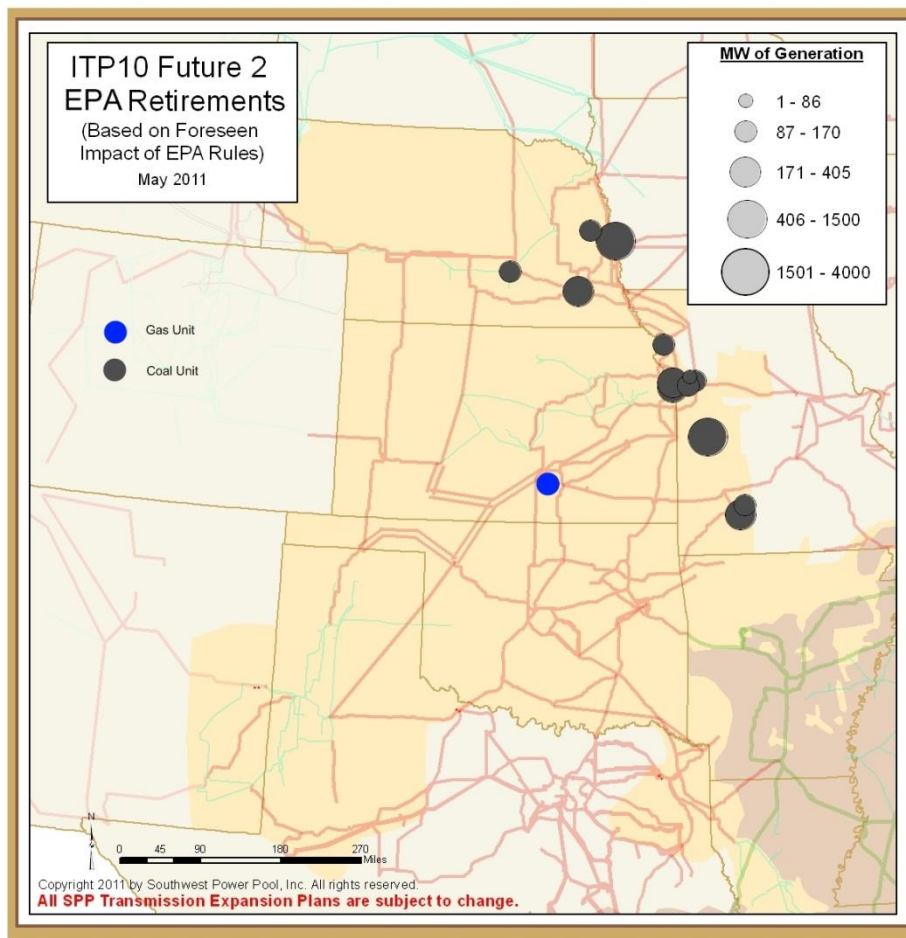 ITP10 Future 2
EPA Retirements
(Based on Foreseen
Impact of EPA Rules)
May 2011
MW of Generation
1 - 86
87 - 170
171 - 405
406 - 1500
1501 - 4000
Gas Unit
Coal Unit
N
0 45 90 180 270
Miles
Copyright 2011 by Southwest Power Pool, Inc. All rights reserved.
All SPP Transmission Expansion Plans are subject to change.